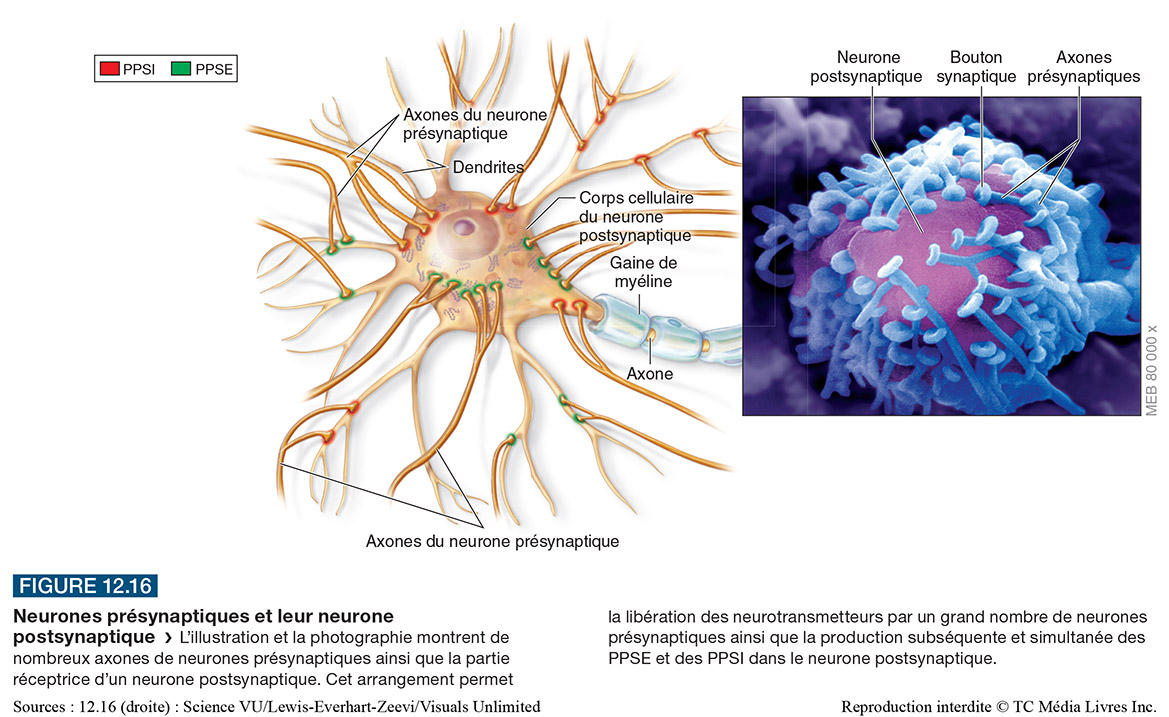 PPSI PPSE
Axones du neurone
présynaptique
Dendrites
Corps cellulaire
du neurone
postsynaptique
Gaine de
myéline
Axone
Axones du neurone présynaptique
Neurone
postsynaptique
Bouton
synaptique
Axones
présynaptiques
MEB 80 000 x
FIGURE 12.16
Neurones présynaptiques et leur neurone
postsynaptique › L’illustration et la photographie montrent de
nombreux axones de neurones présynaptiques ainsi que la partie
réceptrice d’un neurone postsynaptique. Cet arrangement permet
la libération des neurotransmetteurs par un grand nombre de neurones
présynaptiques ainsi que la production subséquente et simultanée des
PPSE et des PPSI dans le neurone postsynaptique.
Sources : 12.16 (droite) : Science VU/Lewis-Everhart-Zeevi/Visuals Unlimited
Reproduction interdite © TC Média Livres Inc.